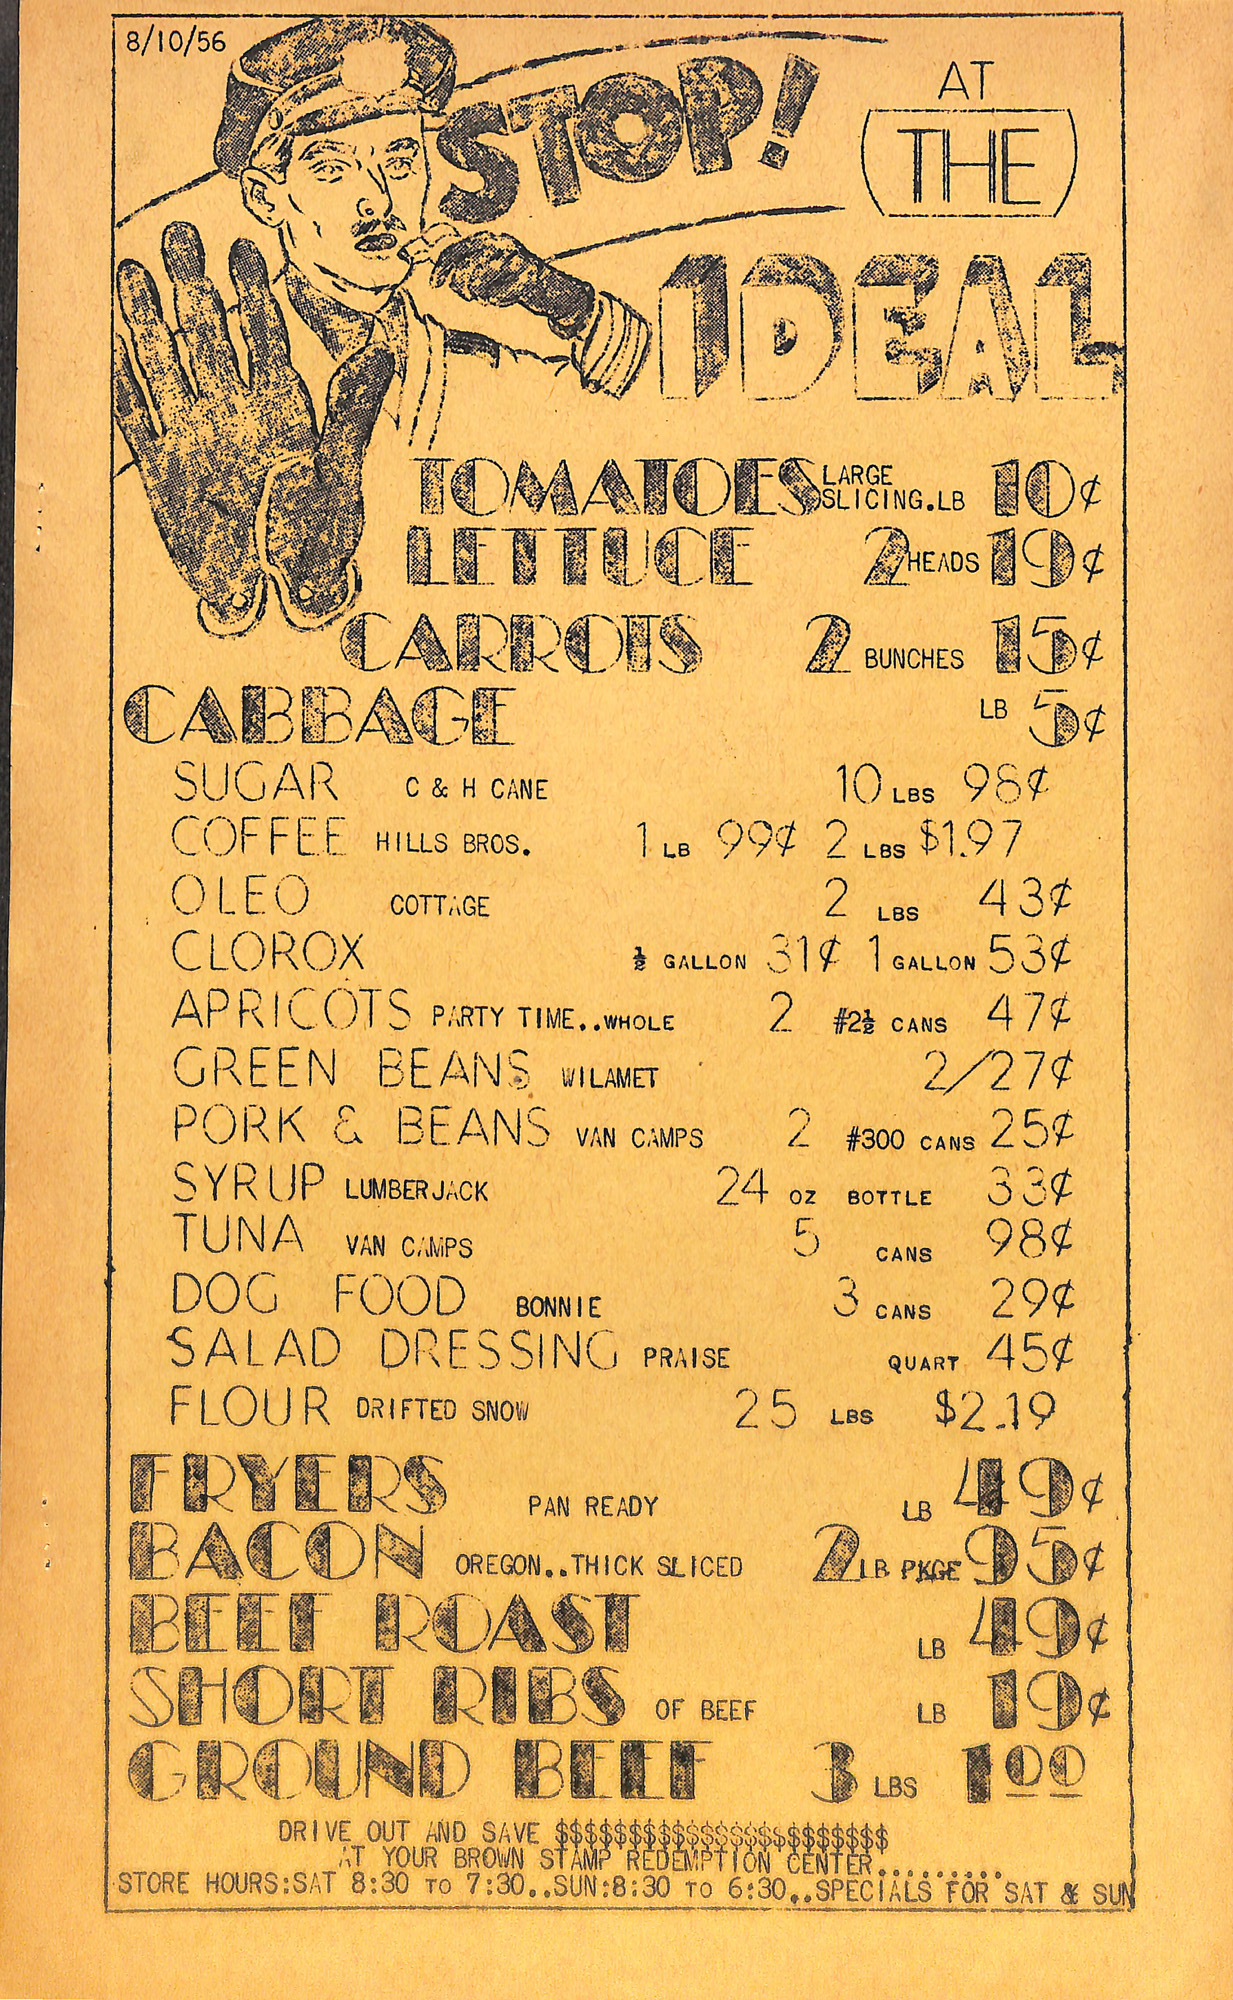 8/10/56
STOP!
AT
THE
IDEAL
TOMATOES LARGE SLICING.LB 10¢
LETTUCE 2 HEADS 19¢
CARROTS 2 BUNCHES 15¢
CABBAGE LB 5¢
SUGAR C & H CANE 10 LBS 98¢
COFFEE HILLS BROS. 1 LB 99¢ 2 LBS $1.97
OLEO COTTAGE 2 LBS 43¢
CLOROX ½ GALLON 31¢ 1 GALLON 53¢
APRICOTS PARTY TIME..WHOLE 2 #2½ CANS 47¢
GREEN BEANS WILAMET 2/27¢
PORK & BEANS VAN CAMPS 2 #300 CANS 25¢
SYRUP LUMBERJACK 24 OZ BOTTLE 33¢
TUNA VAN CAMPS 5 CANS 98¢
DOG FOOD BONNIE 3 CANS 29¢
SALAD DRESSING PRAISE QUART 45¢
FLOUR DRIFTED SNOW 25 LBS $2.19
FRYERS PAN READY LB 49¢
BACON OREGON..THICK SLICED 2 LB PKGE 95¢
BEEF ROAST LB 49¢
SHORT RIBS OF BEEF LB 19¢
GROUND BEEF 3 LBS 1 00
DRIVE OUT AND SAVE $$$$$$$$$$$$$$$$$$$$$$$
AT YOUR BROWN STAMP REDEMPTION CENTER.........
STORE HOURS:SAT 8:30 TO 7:30..SUN:8:30 TO 6:30..SPECIALS FOR SAT & SUN